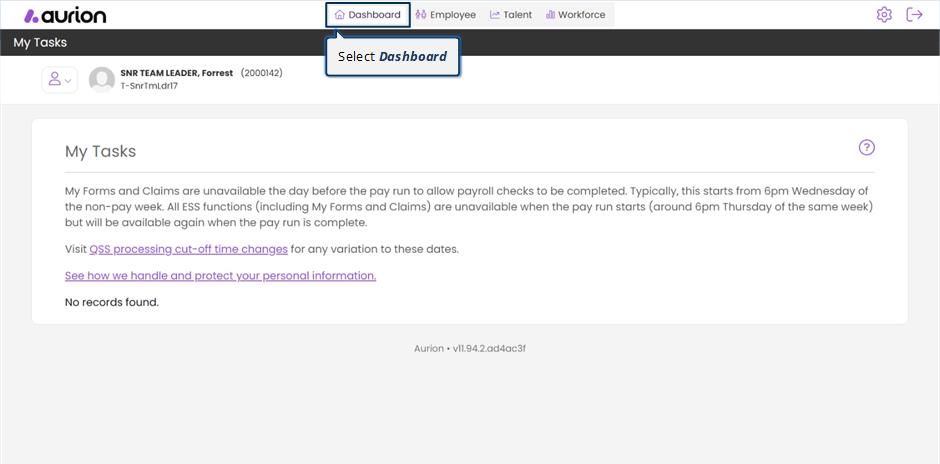 aurion
Dashboard
Employee
Talent
Workforce
My Tasks
Select Dashboard
SNR TEAM LEADER, Forrest (2000142)
T-SnrTmLdr17
My Tasks
?
My Forms and Claims are unavailable the day before the pay run to allow payroll checks to be completed. Typically, this starts from 6pm Wednesday of
the non-pay week. All ESS functions (including My Forms and Claims) are unavailable when the pay run starts (around 6pm Thursday of the same week)
but will be available again when the pay run is complete.
Visit QSS processing cut-off time changes for any variation to these dates.
See how we handle and protect your personal information.
No records found.
Aurion • v11.94.2.ad4ac3f